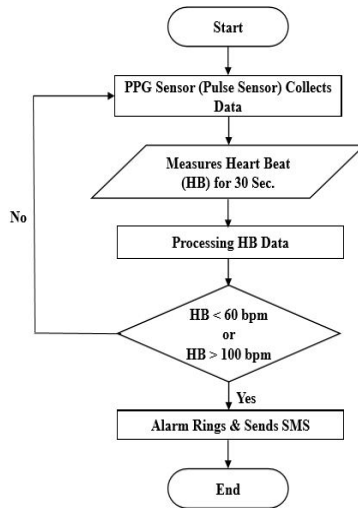 Start
PPG Sensor (Pulse Sensor) Collects
Data
Measures Heart Beat
(HB) for 30 Sec.
No
Processing HB Data
HB < 60 bpm
or
HB > 100 bpm
Yes
Alarm Rings & Sends SMS
End